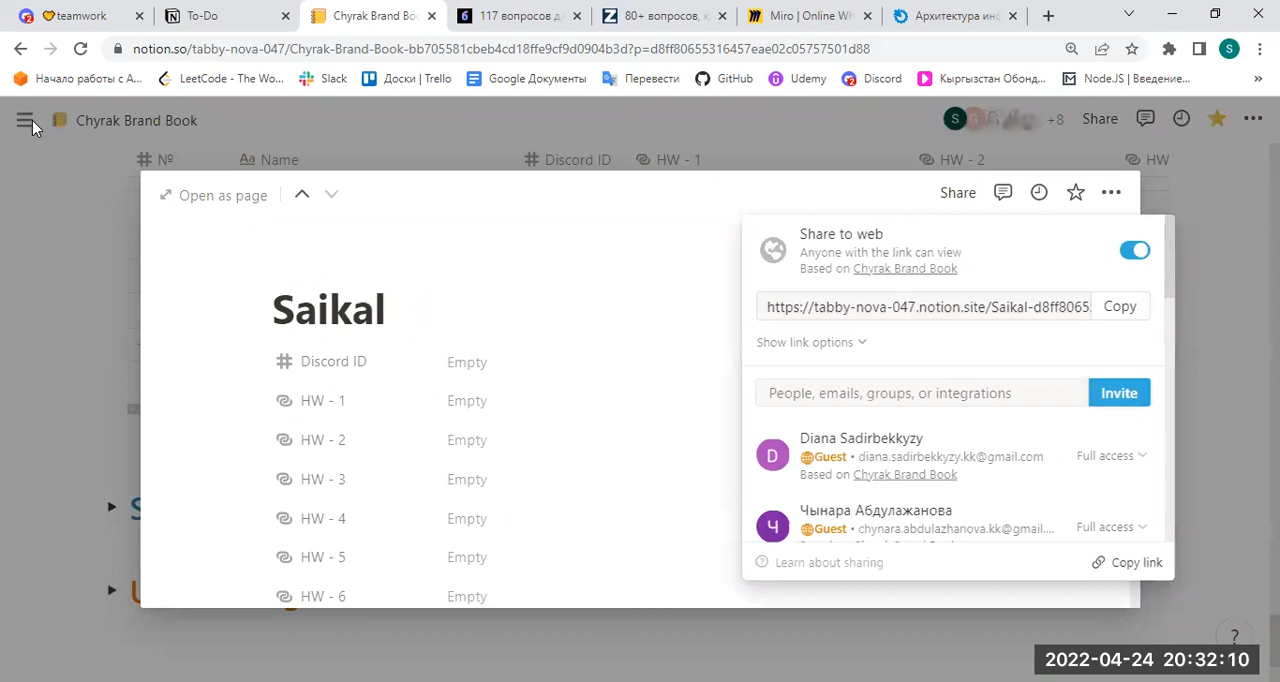 teamwork
To-Do
Chyrak Brand Bo
117 вопросов дл
80+ вопросов, к
Miro | Online Wh
Архитектура ин
notion.so/tabby-nova-047/Chyrak-Brand-Book-bb705581cbeb4cd18ffe9cf9d0904b3d?p=d8ff80655316457eae02c05757501d88
S
Начало работы с А...
LeetCode - The Wo...
Slack
Доски | Trello
Google Документы
Перевести
GitHub
Udemy
Discord
Кыргызстан Обонд...
Node.JS | Введение...
Chyrak Brand Book
S
+8
Share
№
Aa Name
Discord ID
HW - 1
HW - 2
HW
Open as page
Share
Saikal
Discord ID Empty
HW - 1 Empty
HW - 2 Empty
HW - 3 Empty
HW - 4 Empty
HW - 5 Empty
HW - 6 Empty
Share to web
Anyone with the link can view
Based on Chyrak Brand Book
https://tabby-nova-047.notion.site/Saikal-d8ff8065
Copy
Show link options
People, emails, groups, or integrations
Invite
D
Diana Sadirbekkyzy
Guest • diana.sadirbekkyzy.kk@gmail.com
Full access
Based on Chyrak Brand Book
Ч
Чынара Абдулажанова
Guest • chynara.abdulazhanova.kk@gmail....
Full access
Learn about sharing
Copy link
?
2022-04-24 20:32:10